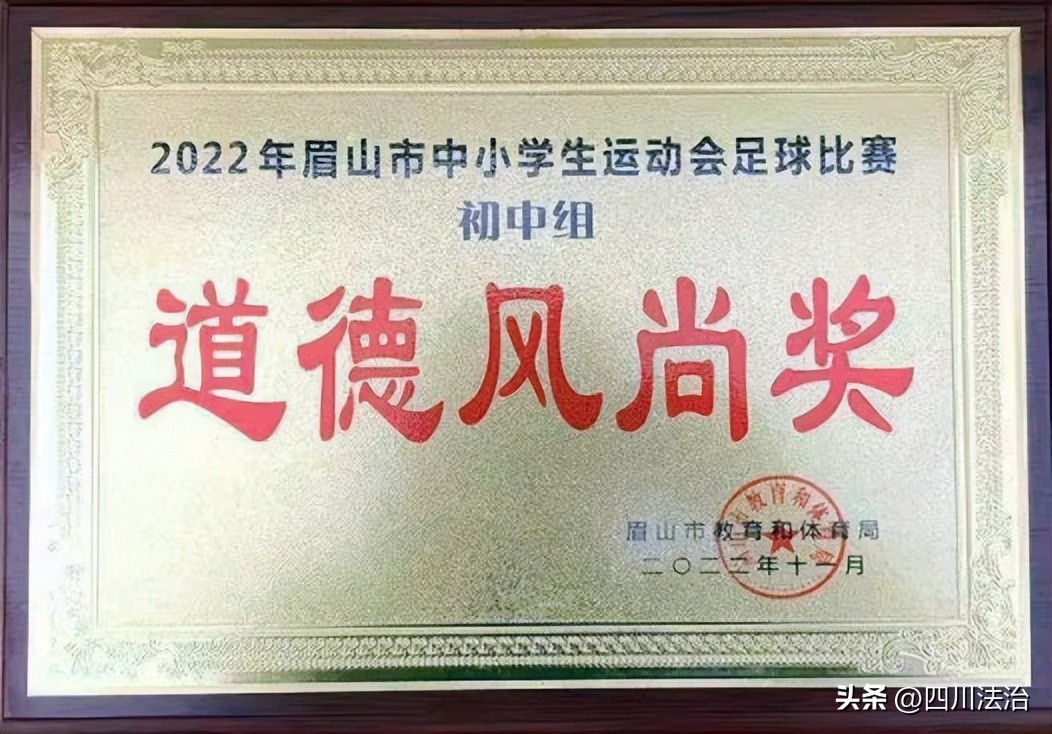 2022年眉山市中小学生运动会足球比赛
初中组
道德风尚奖
眉山市教育和体育局
二〇二二年十一月
头条 @四川法治